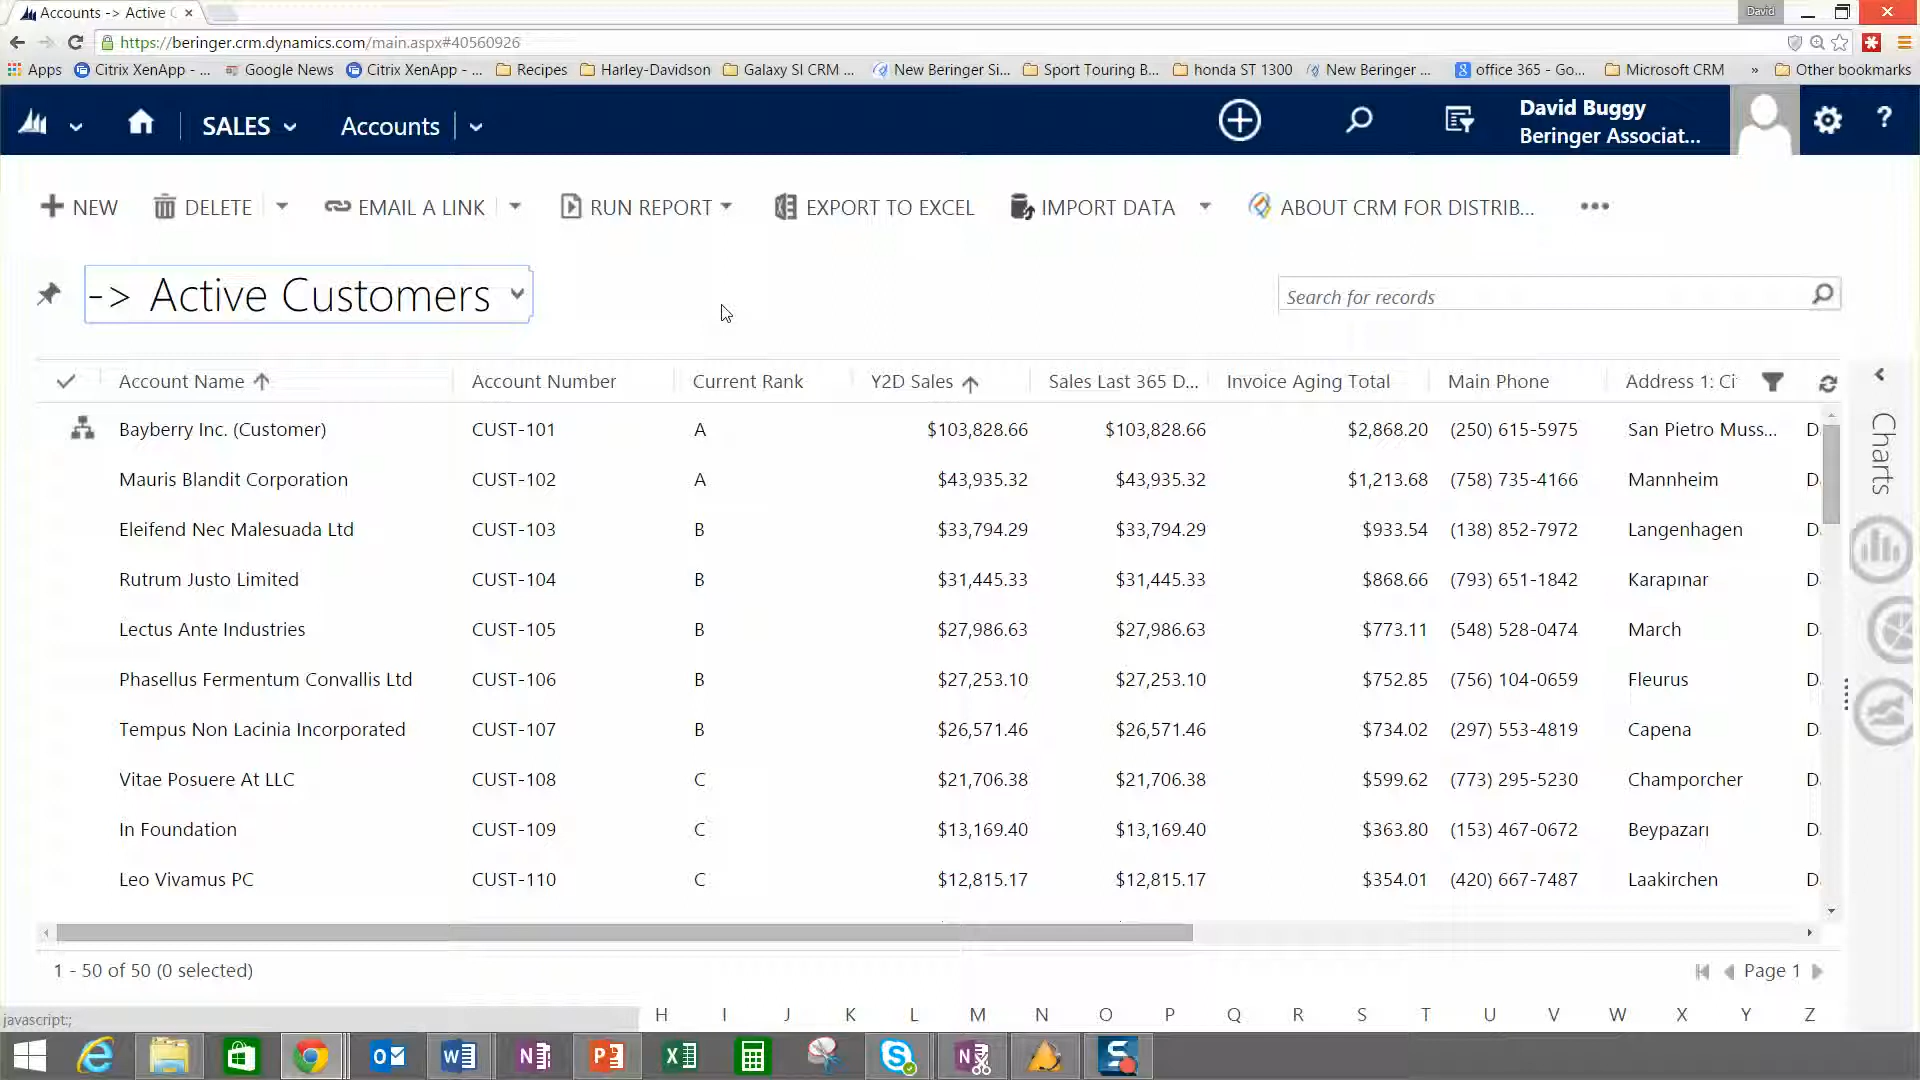 Accounts -> Active C
David
https://beringer.crm.dynamics.com/main.aspx#40560926
Apps Citrix XenApp - ... Google News Citrix XenApp - ... Recipes Harley-Davidson Galaxy SI CRM ... New Beringer Si... Sport Touring B... honda ST 1300 New Beringer ... office 365 - Go... Microsoft CRM » Other bookmarks
SALES Accounts David Buggy
Beringer Associat... ?
NEW DELETE EMAIL A LINK RUN REPORT EXPORT TO EXCEL IMPORT DATA ABOUT CRM FOR DISTRIB... •••
-> Active Customers Search for records
Account Name Account Number Current Rank Y2D Sales Sales Last 365 D... Invoice Aging Total Main Phone Address 1: Ci
Charts
Bayberry Inc. (Customer) CUST-101 A $103,828.66 $103,828.66 $2,868.20 (250) 615-5975 San Pietro Muss... D
Mauris Blandit Corporation CUST-102 A $43,935.32 $43,935.32 $1,213.68 (758) 735-4166 Mannheim D
Eleifend Nec Malesuada Ltd CUST-103 B $33,794.29 $33,794.29 $933.54 (138) 852-7972 Langenhagen D
Rutrum Justo Limited CUST-104 B $31,445.33 $31,445.33 $868.66 (793) 651-1842 Karapınar D
Lectus Ante Industries CUST-105 B $27,986.63 $27,986.63 $773.11 (548) 528-0474 March D
Phasellus Fermentum Convallis Ltd CUST-106 B $27,253.10 $27,253.10 $752.85 (756) 104-0659 Fleurus D
Tempus Non Lacinia Incorporated CUST-107 B $26,571.46 $26,571.46 $734.02 (297) 553-4819 Capena D
Vitae Posuere At LLC CUST-108 C $21,706.38 $21,706.38 $599.62 (773) 295-5230 Champorcher D
In Foundation CUST-109 C $13,169.40 $13,169.40 $363.80 (153) 467-0672 Beypazarı D
Leo Vivamus PC CUST-110 C $12,815.17 $12,815.17 $354.01 (420) 667-7487 Laakirchen D
1 - 50 of 50 (0 selected) Page 1
javascript:; H I J K L M N O P Q R S T U V W X Y Z